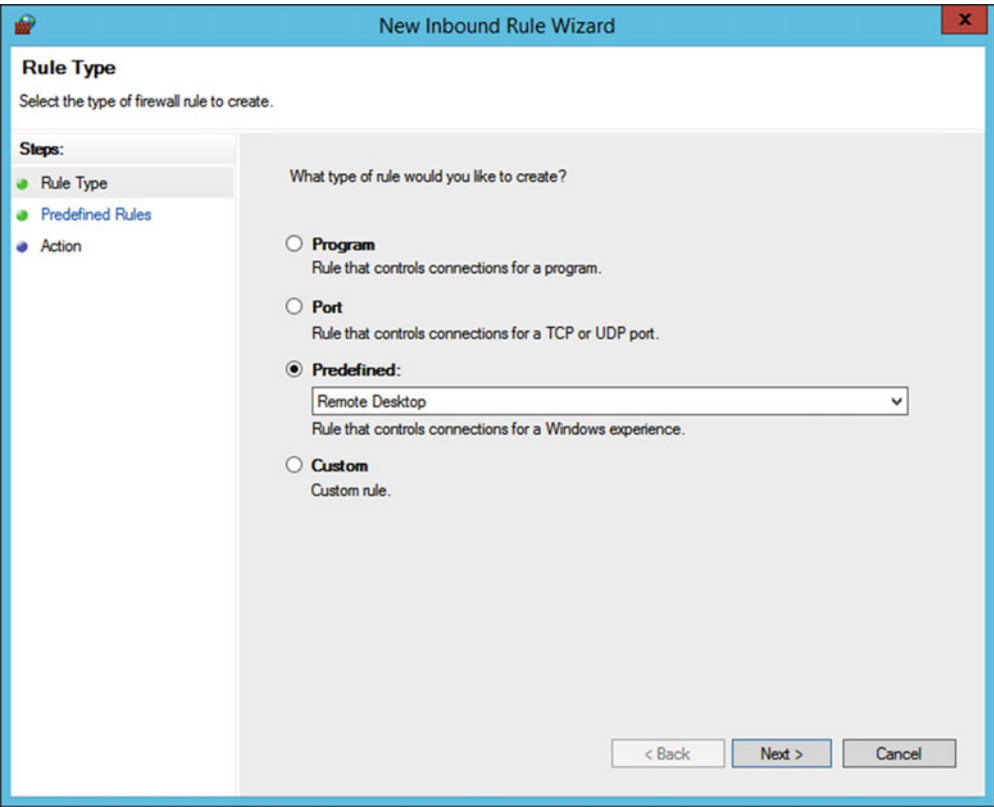 New Inbound Rule Wizard
x
Rule Type
Select the type of firewall rule to create.
Steps:
Rule Type
Predefined Rules
Action
What type of rule would you like to create?
Program
Rule that controls connections for a program.
Port
Rule that controls connections for a TCP or UDP port.
Predefined:
Remote Desktop
Rule that controls connections for a Windows experience.
Custom
Custom rule.
< Back Next > Cancel